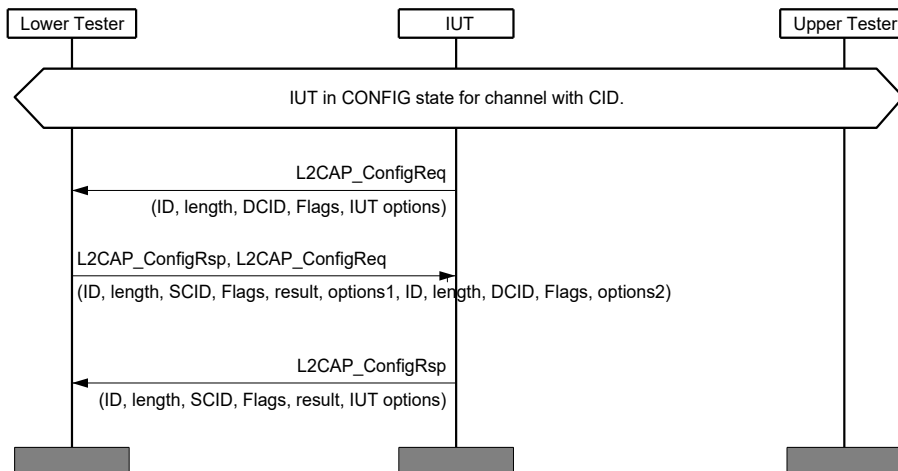 Lower Tester
IUT
Upper Tester
IUT in CONFIG state for channel with CID.
L2CAP_ConfigReq
(ID, length, DCID, Flags, IUT options)
L2CAP_ConfigRsp, L2CAP_ConfigReq
(ID, length, SCID, Flags, result, options1, ID, length, DCID, Flags, options2)
L2CAP_ConfigRsp
(ID, length, SCID, Flags, result, IUT options)